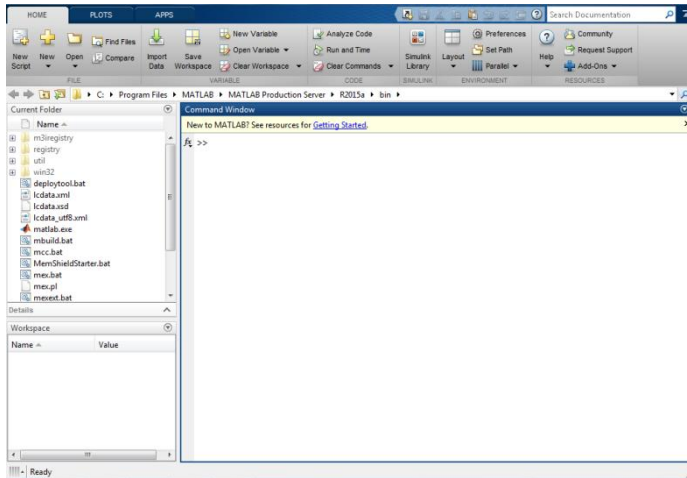 HOME PLOTS APPS
Search Documentation
New Script
New
Open
Find Files
Compare
Import Data
Save Workspace
New Variable
Open Variable
Clear Workspace
Analyze Code
Run and Time
Clear Commands
Simulink Library
Layout
Preferences
Set Path
Parallel
Help
Community
Request Support
Add-Ons
FILE VARIABLE CODE SIMULINK ENVIRONMENT RESOURCES
C: Program Files MATLAB MATLAB Production Server R2015a bin
Current Folder
Name
m3iregistry
registry
util
win32
deploytool.bat
lcdata.xml
lcdata.xsd
lcdata_utf8.xml
matlab.exe
mbuild.bat
mcc.bat
MemShieldStarter.bat
mex.bat
mex.pl
mexext.bat
Details
Workspace
Name Value
Command Window
New to MATLAB? See resources for Getting Started.
fx >>
Ready